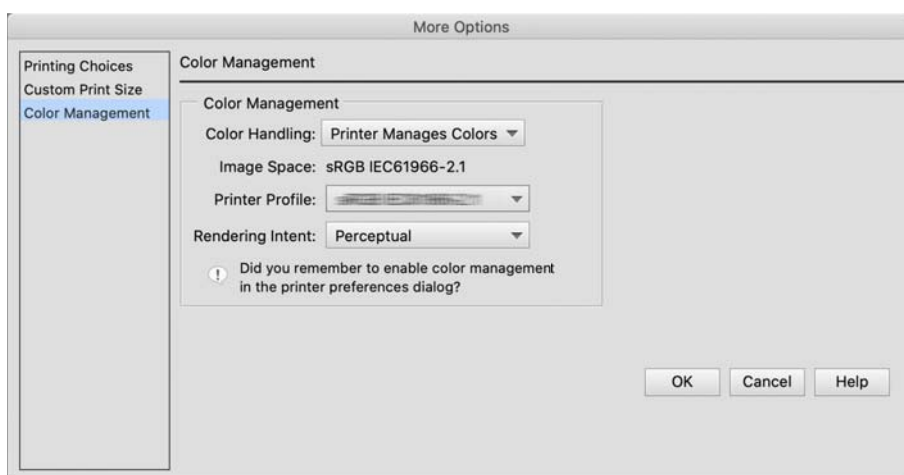 More Options
Printing Choices
Custom Print Size
Color Management
Color Management
Color Management
Color Handling: Printer Manages Colors
Image Space: sRGB IEC61966-2.1
Printer Profile:
Rendering Intent: Perceptual
! Did you remember to enable color management
in the printer preferences dialog?
OK Cancel Help